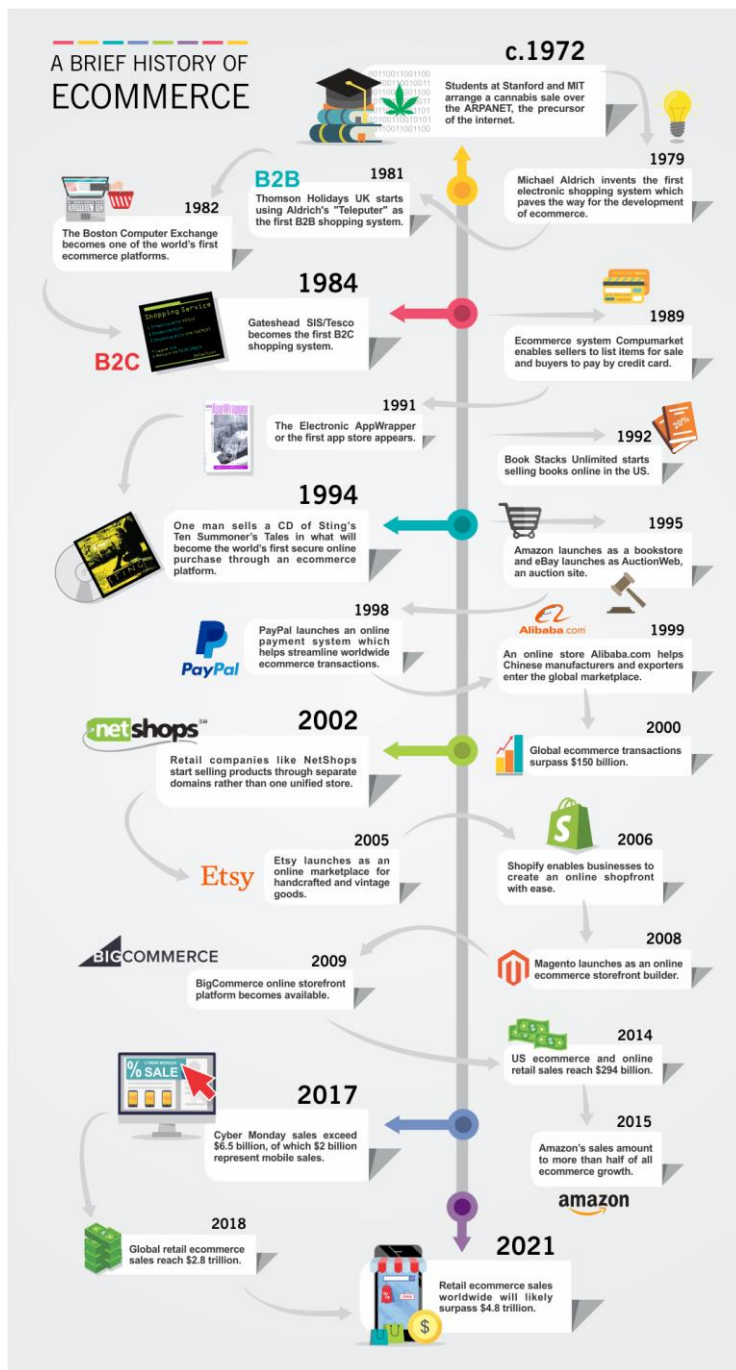 A BRIEF HISTORY OF
ECOMMERCE
c.1972
Students at Stanford and MIT
arrange a cannabis sale over
the ARPANET, the precursor
of the internet.
1979
Michael Aldrich invents the first
electronic shopping system which
paves the way for the development
of ecommerce.
B2B
1981
Thomson Holidays UK starts
using Aldrich's "Teleputer" as
the first B2B shopping system.
1982
The Boston Computer Exchange
becomes one of the world's first
ecommerce platforms.
1984
Shopping Service
B2C
Gateshead SIS/Tesco
becomes the first B2C
shopping system.
1989
Ecommerce system Compumarket
enables sellers to list items for sale
and buyers to pay by credit card.
1991
The Electronic AppWrapper
or the first app store appears.
20%
1992
Book Stacks Unlimited starts
selling books online in the US.
1994
STING
One man sells a CD of Sting's
Ten Summoner's Tales in what will
become the world's first secure online
purchase through an ecommerce
platform.
1995
Amazon launches as a bookstore
and eBay launches as AuctionWeb,
an auction site.
1998
PayPal
PayPal launches an online
payment system which
helps streamline worldwide
ecommerce transactions.
Alibaba.com
1999
An online store Alibaba.com helps
Chinese manufacturers and exporters
enter the global marketplace.
2000
Global ecommerce transactions
surpass $150 billion.
netshops SM
2002
Retail companies like NetShops
start selling products through separate
domains rather than one unified store.
2005
Etsy
Etsy launches as an
online marketplace for
handcrafted and vintage
goods.
S
2006
Shopify enables businesses to
create an online shopfront
with ease.
2008
Magento launches as an online
ecommerce storefront builder.
BIGCOMMERCE
2009
BigCommerce online storefront
platform becomes available.
2014
US ecommerce and online
retail sales reach $294 billion.
2015
Amazon's sales amount
to more than half of all
ecommerce growth.
amazon
CYBER MONDAY
% SALE
2017
Cyber Monday sales exceed
$6.5 billion, of which $2 billion
represent mobile sales.
2018
Global retail ecommerce
sales reach $2.8 trillion.
2021
Retail ecommerce sales
worldwide will likely
surpass $4.8 trillion.
%
$